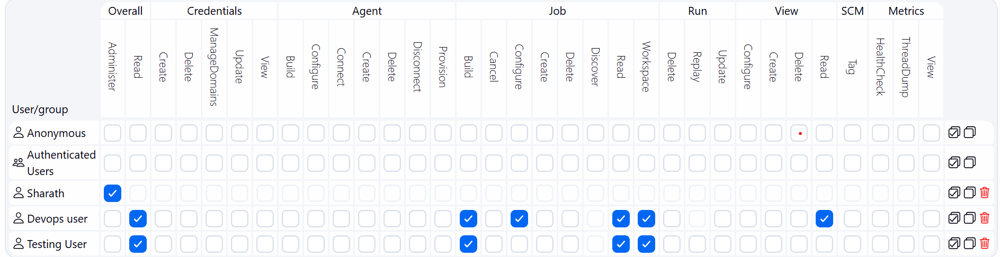 Overall Credentials Agent Job Run View SCM Metrics
Administer Read Create Delete ManageDomains Update View Build Configure Connect Create Delete Disconnect Provision Build Cancel Configure Create Delete Discover Read Workspace Delete Replay Update Configure Create Delete Read Tag HealthCheck ThreadDump View
User/group
Anonymous
Authenticated
Users
Sharath
Devops user
Testing User